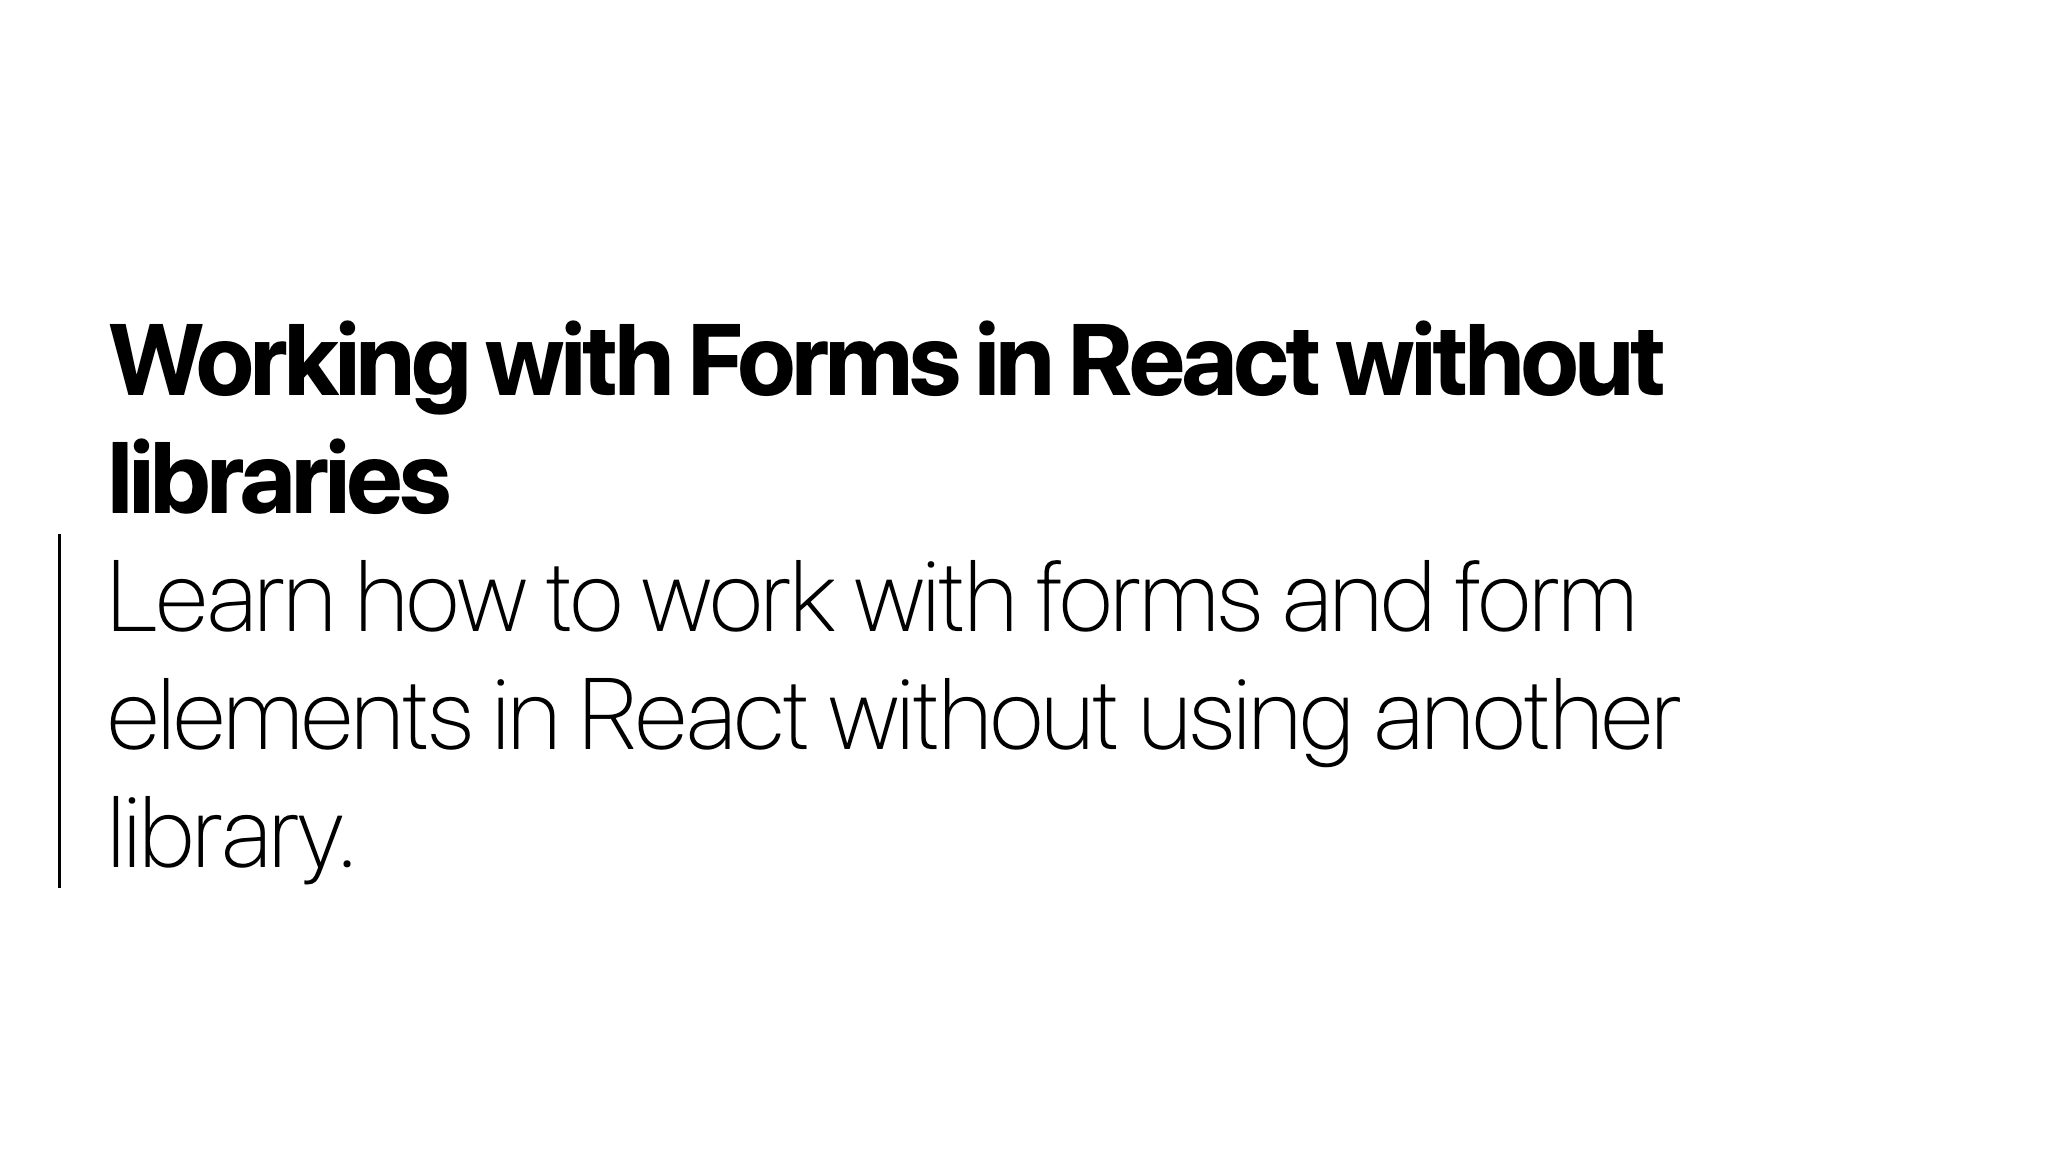 Working with Forms in React without
libraries
Learn how to work with forms and form
elements in React without using another
library.